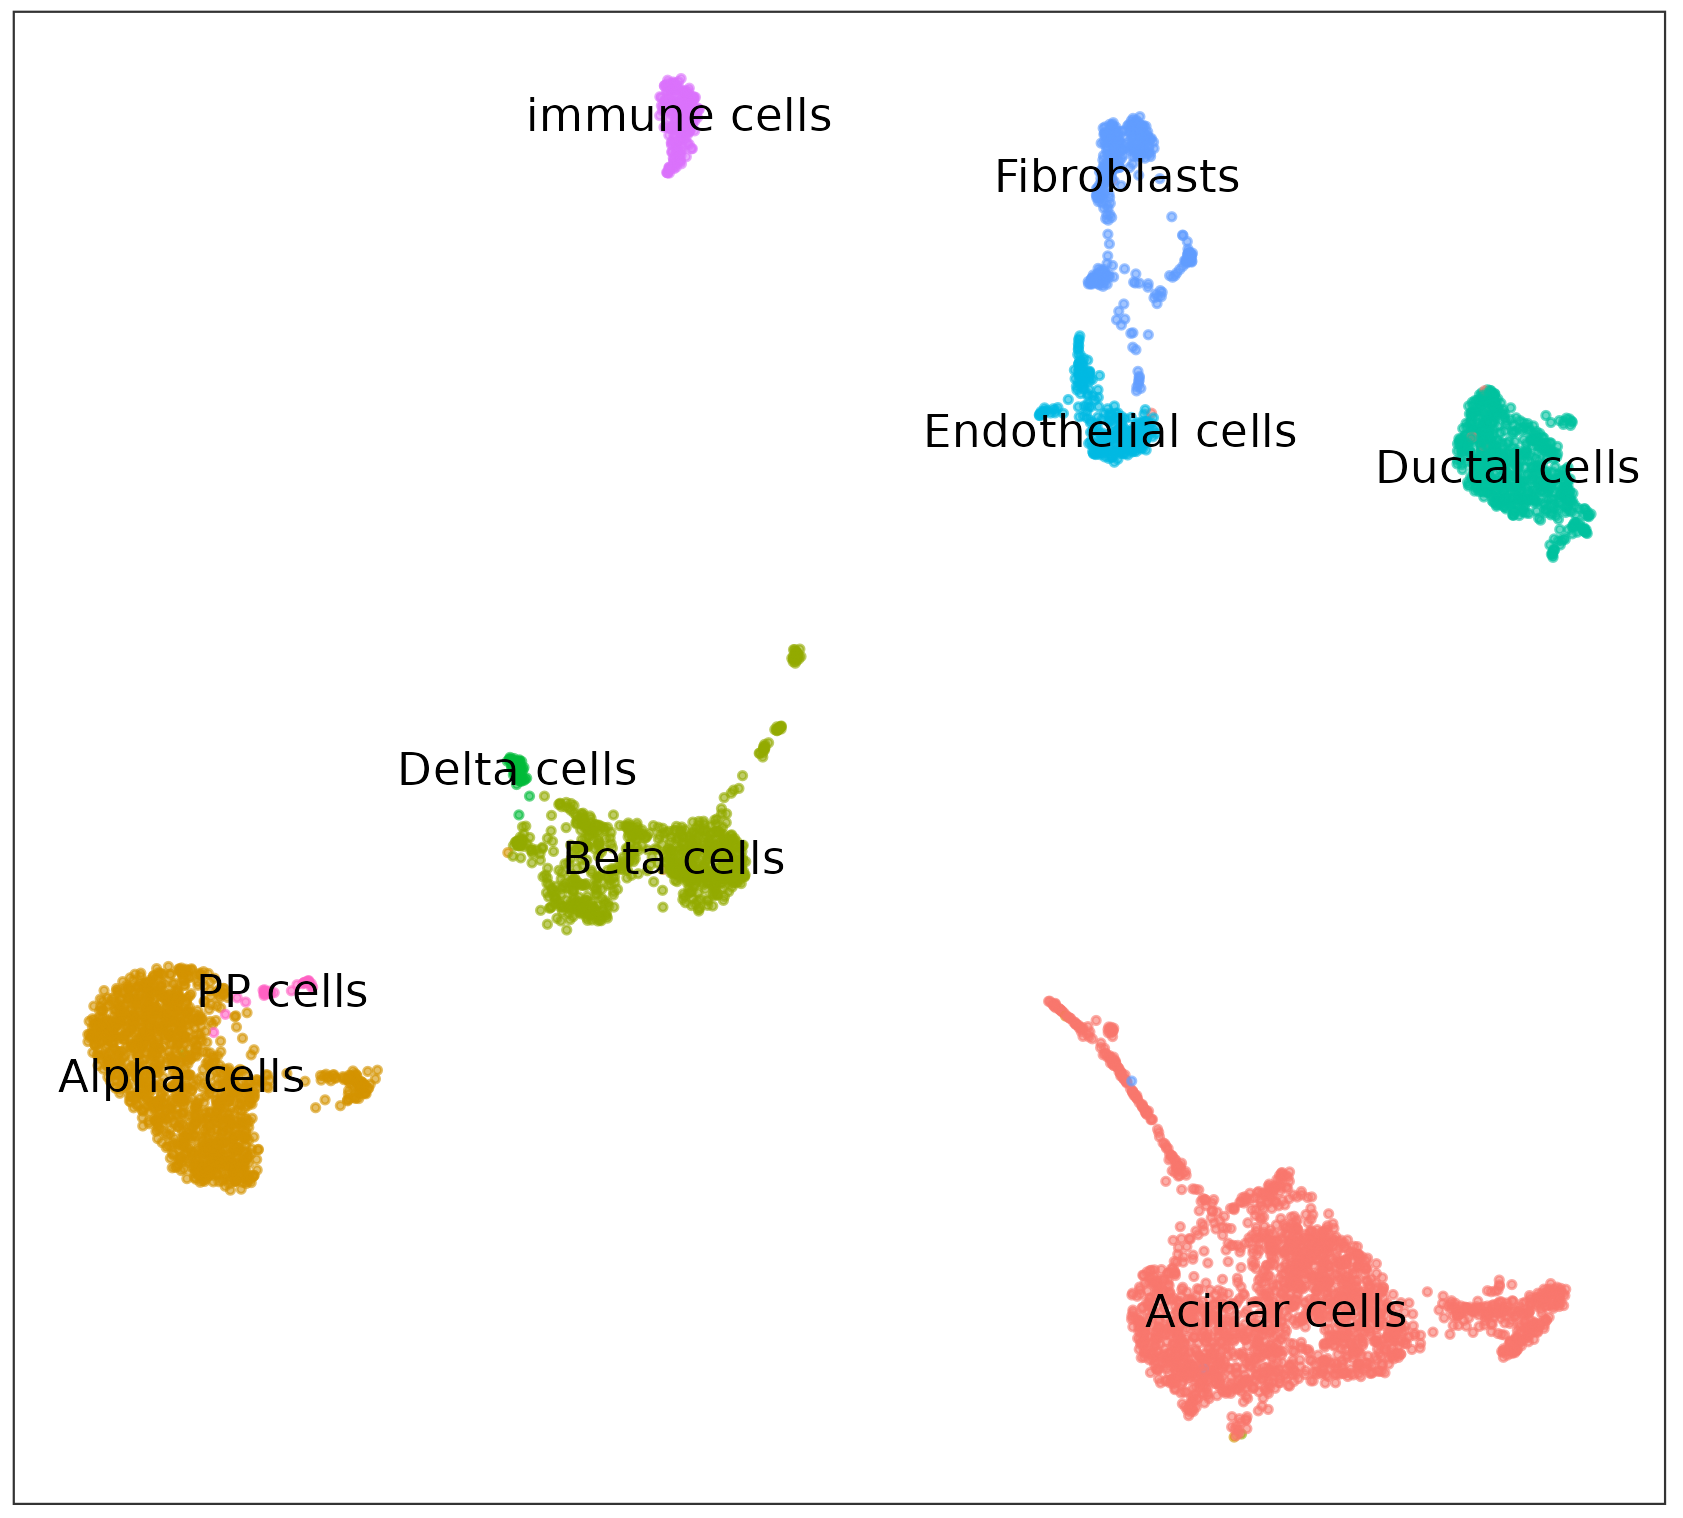 immune cells
Fibroblasts
Endothelial cells
Ductal cells
Delta cells
Beta cells
PP cells
Alpha cells
Acinar cells